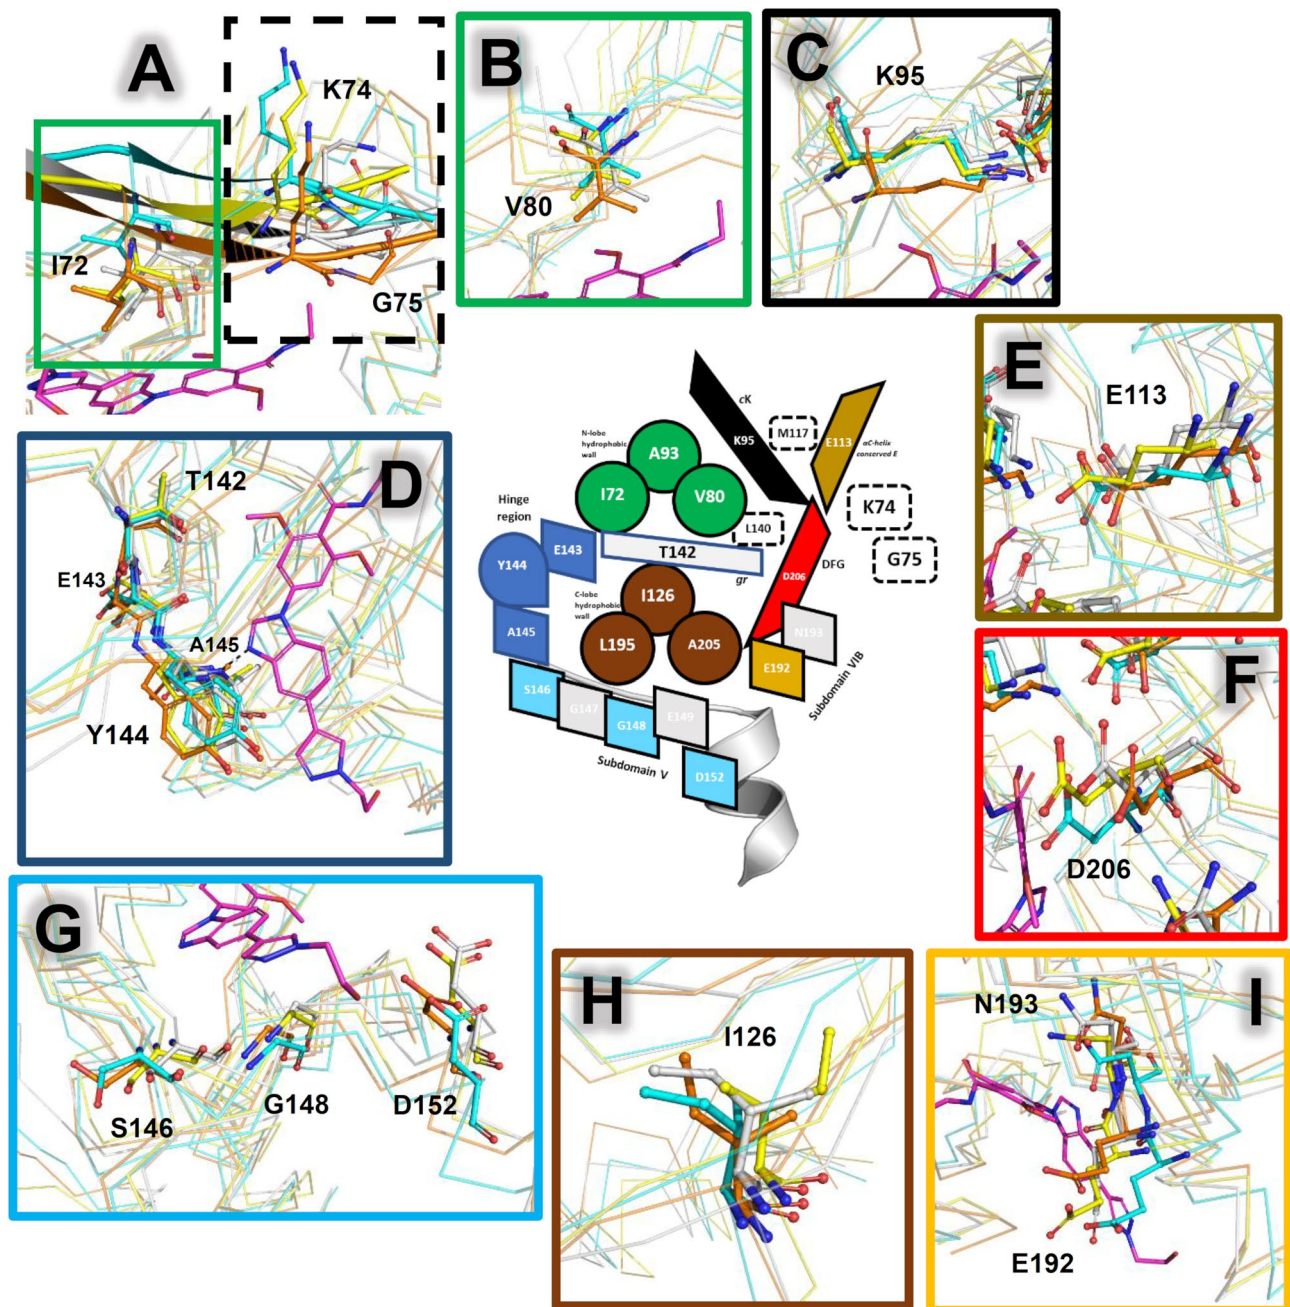 A
K74
I72
G75
B
V80
C
K95
T142
D
E143
A145
Y144
E
E113
F
D206
G
S146
G148
D152
H
I126
I
N193
E192
cK
K95
M117
E113
αC-helix
conserved E
N-lobe
hydrophobic
wall
A93
I72
V80
K74
G75
L140
Hinge
region
E143
Y144
A145
T142
gr
D206
DFG
C-lobe
hydrophobic
wall
I126
L195
A205
N193
E192
Subdomain VIB
S146
G147
G148
E149
D152
Subdomain V